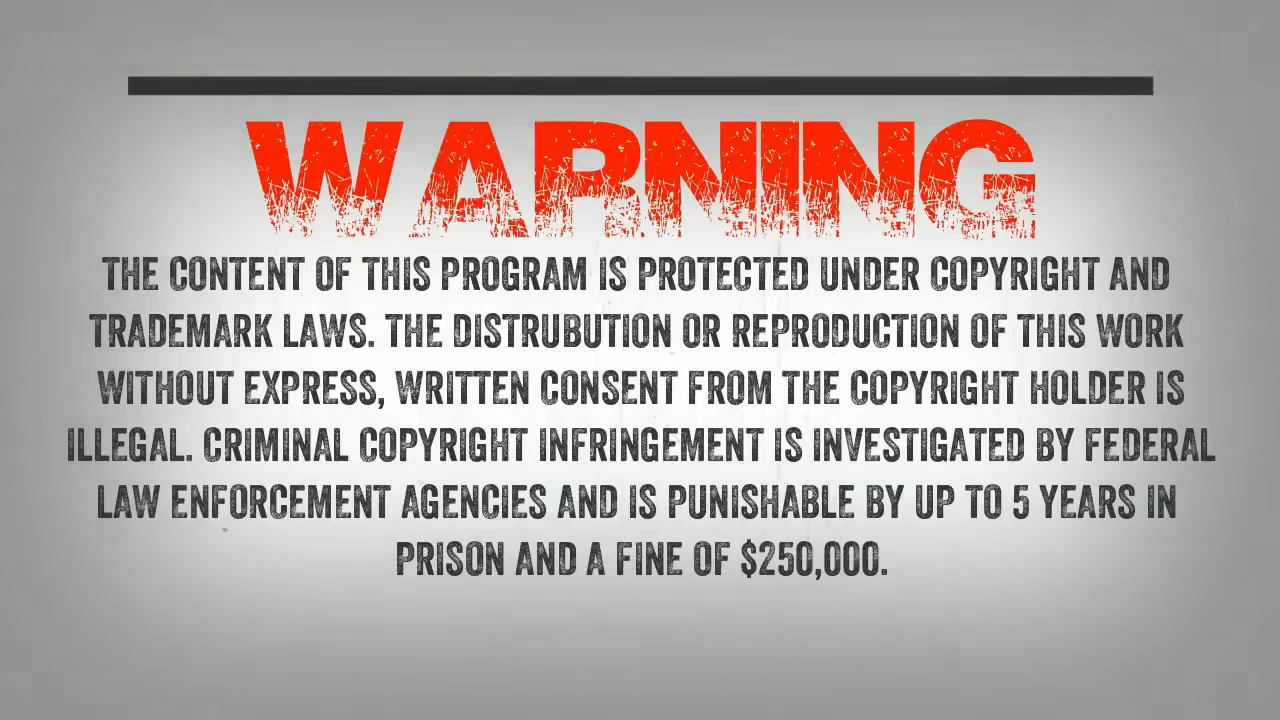 WARNING
THE CONTENT OF THIS PROGRAM IS PROTECTED UNDER COPYRIGHT AND
TRADEMARK LAWS. THE DISTRUBUTION OR REPRODUCTION OF THIS WORK
WITHOUT EXPRESS, WRITTEN CONSENT FROM THE COPYRIGHT HOLDER IS
ILLEGAL. CRIMINAL COPYRIGHT INFRINGEMENT IS INVESTIGATED BY FEDERAL
LAW ENFORCEMENT AGENCIES AND IS PUNISHABLE BY UP TO 5 YEARS IN
PRISON AND A FINE OF $250,000.